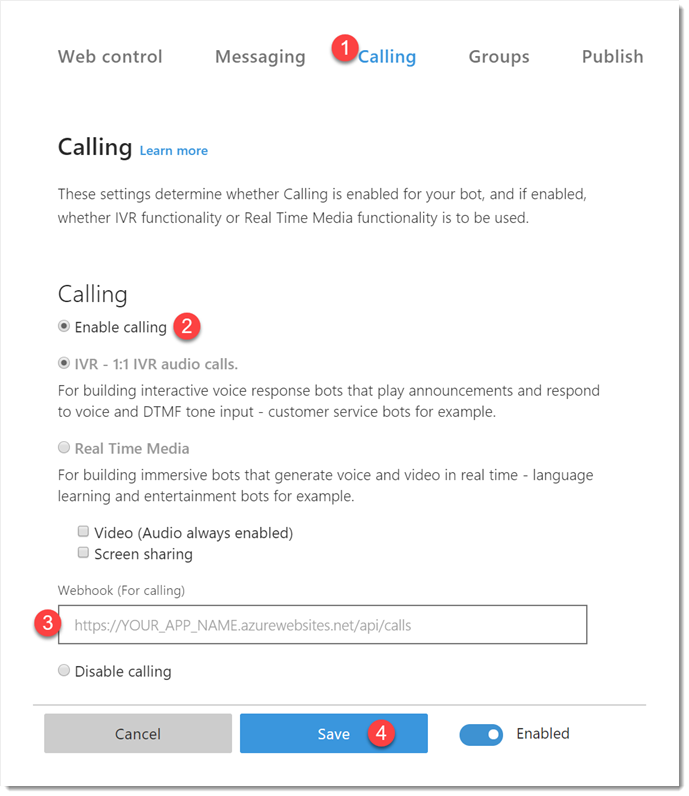 Web control Messaging 1 Calling Groups Publish
Calling Learn more
These settings determine whether Calling is enabled for your bot, and if enabled,
whether IVR functionality or Real Time Media functionality is to be used.
Calling
Enable calling 2
IVR - 1:1 IVR audio calls.
For building interactive voice response bots that play announcements and respond
to voice and DTMF tone input - customer service bots for example.
Real Time Media
For building immersive bots that generate voice and video in real time - language
learning and entertainment bots for example.
Video (Audio always enabled)
Screen sharing
Webhook (For calling)
3 https://YOUR_APP_NAME.azurewebsites.net/api/calls
Disable calling
Cancel Save 4 Enabled